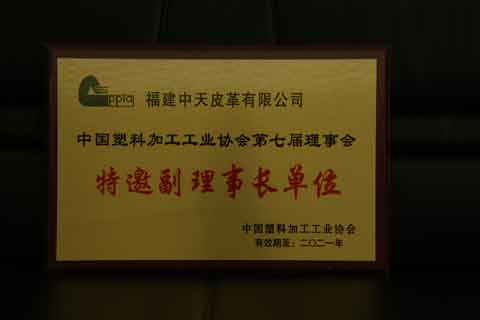 cppia 福建中天皮革有限公司
中国塑料加工工业协会第七届理事会
特邀副理事长单位
中国塑料加工工业协会
有效期至：二〇二一年